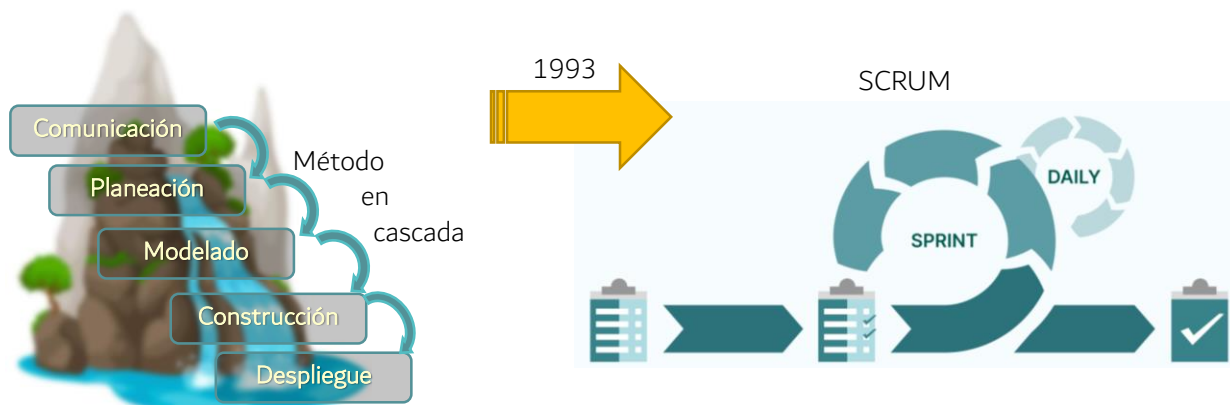 Comunicación
Planeación
Modelado
Construcción
Despliegue
Método
en
cascada
1993
SCRUM
SPRINT
DAILY